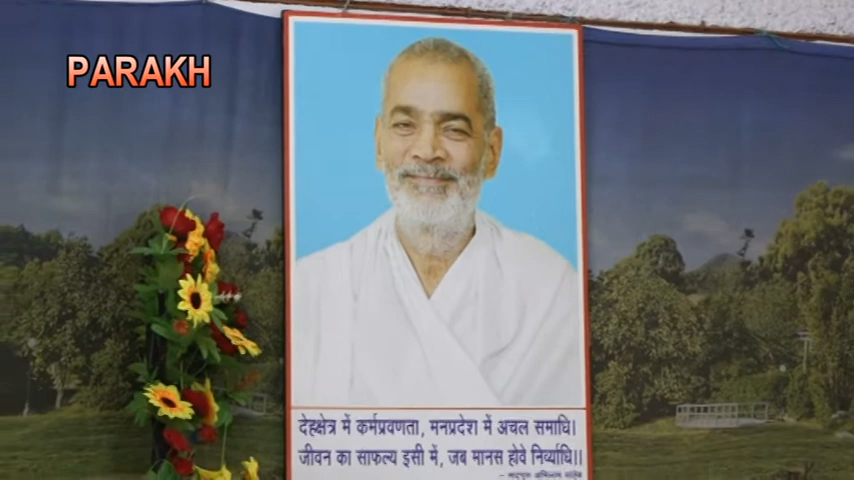 PARAKH
देहक्षेत्र में कर्मप्रवणता, मनप्रदेश में अचल समाधि।
जीवन का साफल्य इसी में, जब मानस होवे निर्व्याधि।।